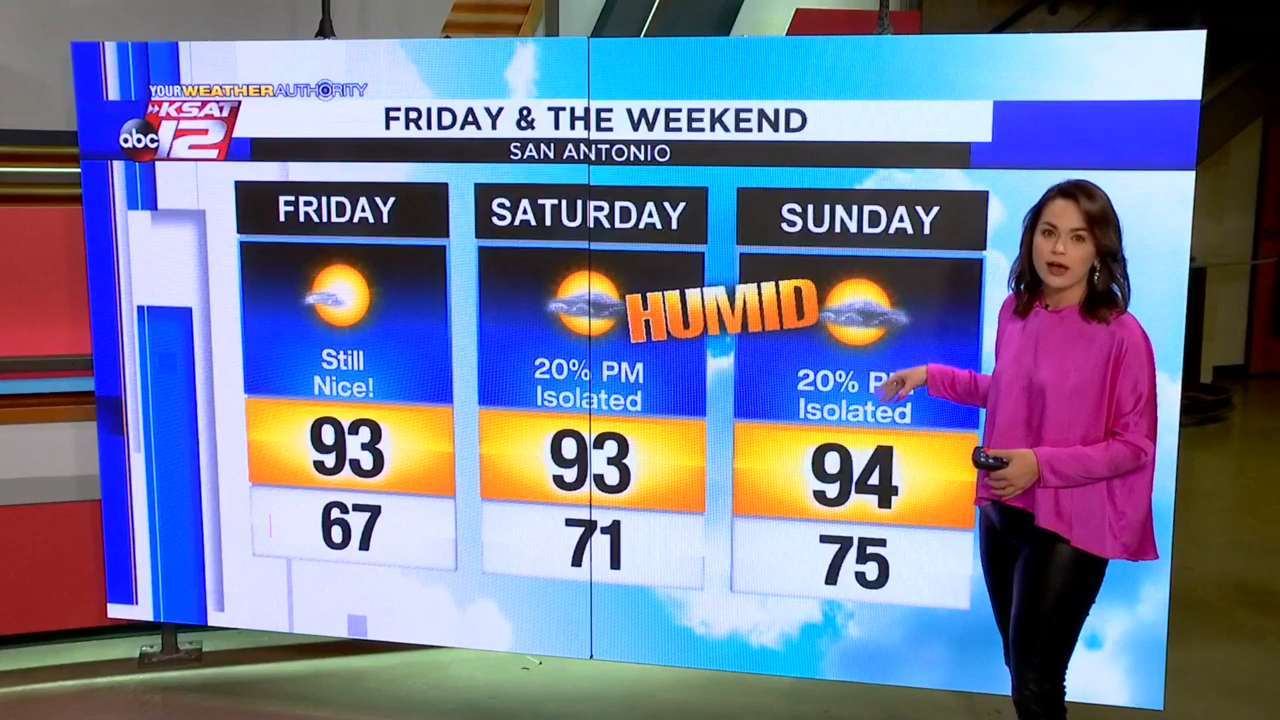 YOUR WEATHER AUTHORITY
KSAT
abc 12
FRIDAY & THE WEEKEND
SAN ANTONIO
FRIDAY
Still
Nice!
93
67
SATURDAY
20% PM
Isolated
93
71
HUMID
SUNDAY
20%
Isolated
94
75